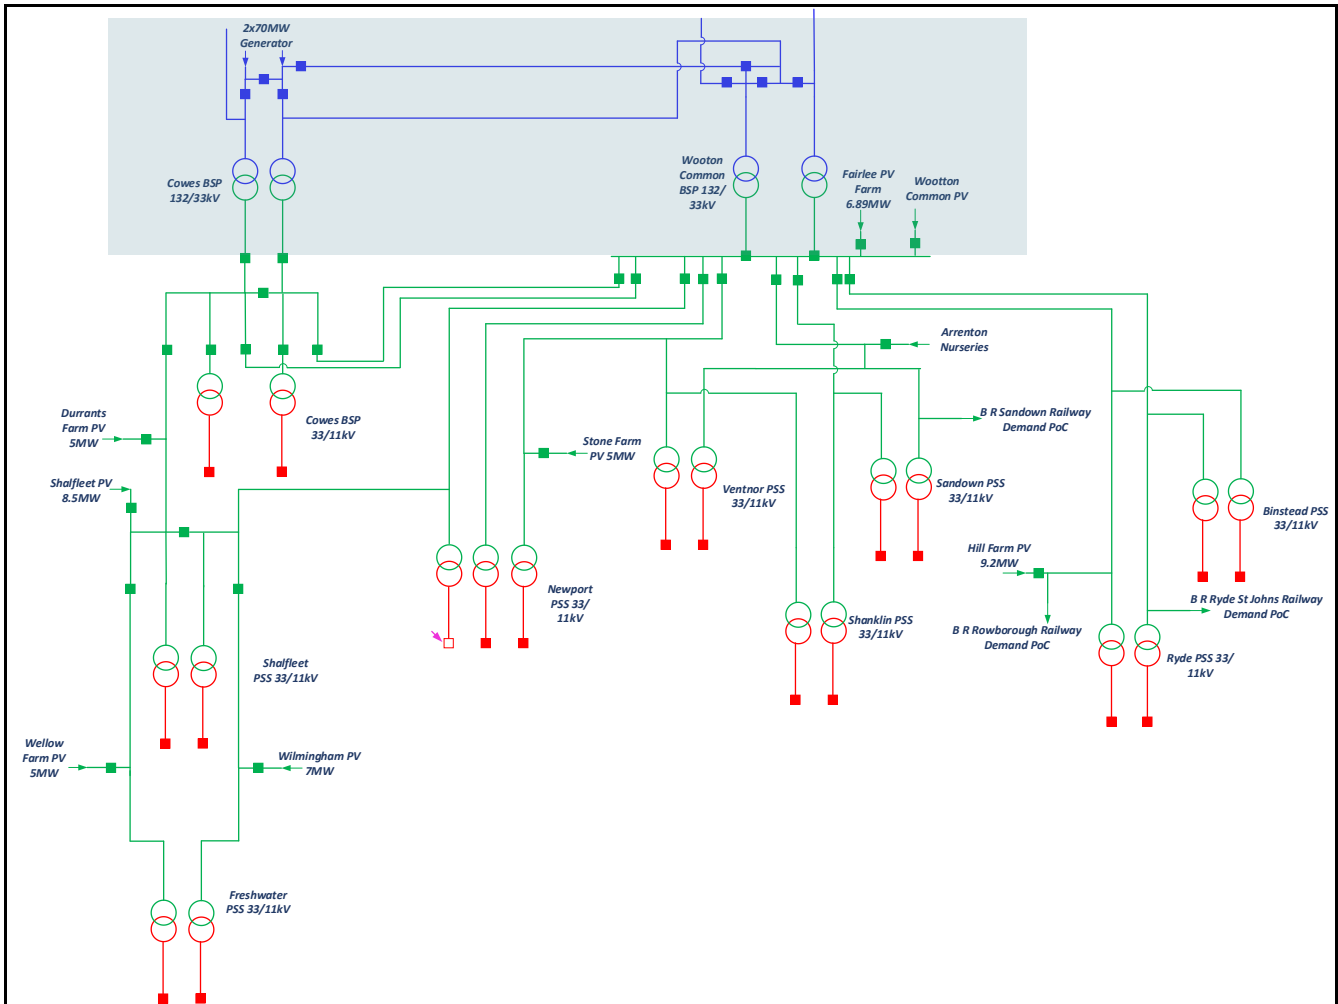 2x70MW
Generator
Cowes BSP
132/33kV
Wooton
Common
BSP 132/
33kV
Fairlee PV
Farm
6.89MW
Wootton
Common PV
Arrenton
Nurseries
Durrants
Farm PV
5MW
Cowes BSP
33/11kV
B R Sandown Railway
Demand PoC
Stone Farm
PV 5MW
Shalfleet PV
8.5MW
Ventnor PSS
33/11kV
Sandown PSS
33/11kV
Binstead PSS
33/11kV
Hill Farm PV
9.2MW
Newport
PSS 33/
11kV
B R Ryde St Johns Railway
Demand PoC
Shanklin PSS
33/11kV
B R Rowborough Railway
Demand PoC
Shalfleet
PSS 33/11kV
Ryde PSS 33/
11kV
Wellow
Farm PV
5MW
Wilmingham PV
7MW
Freshwater
PSS 33/11kV